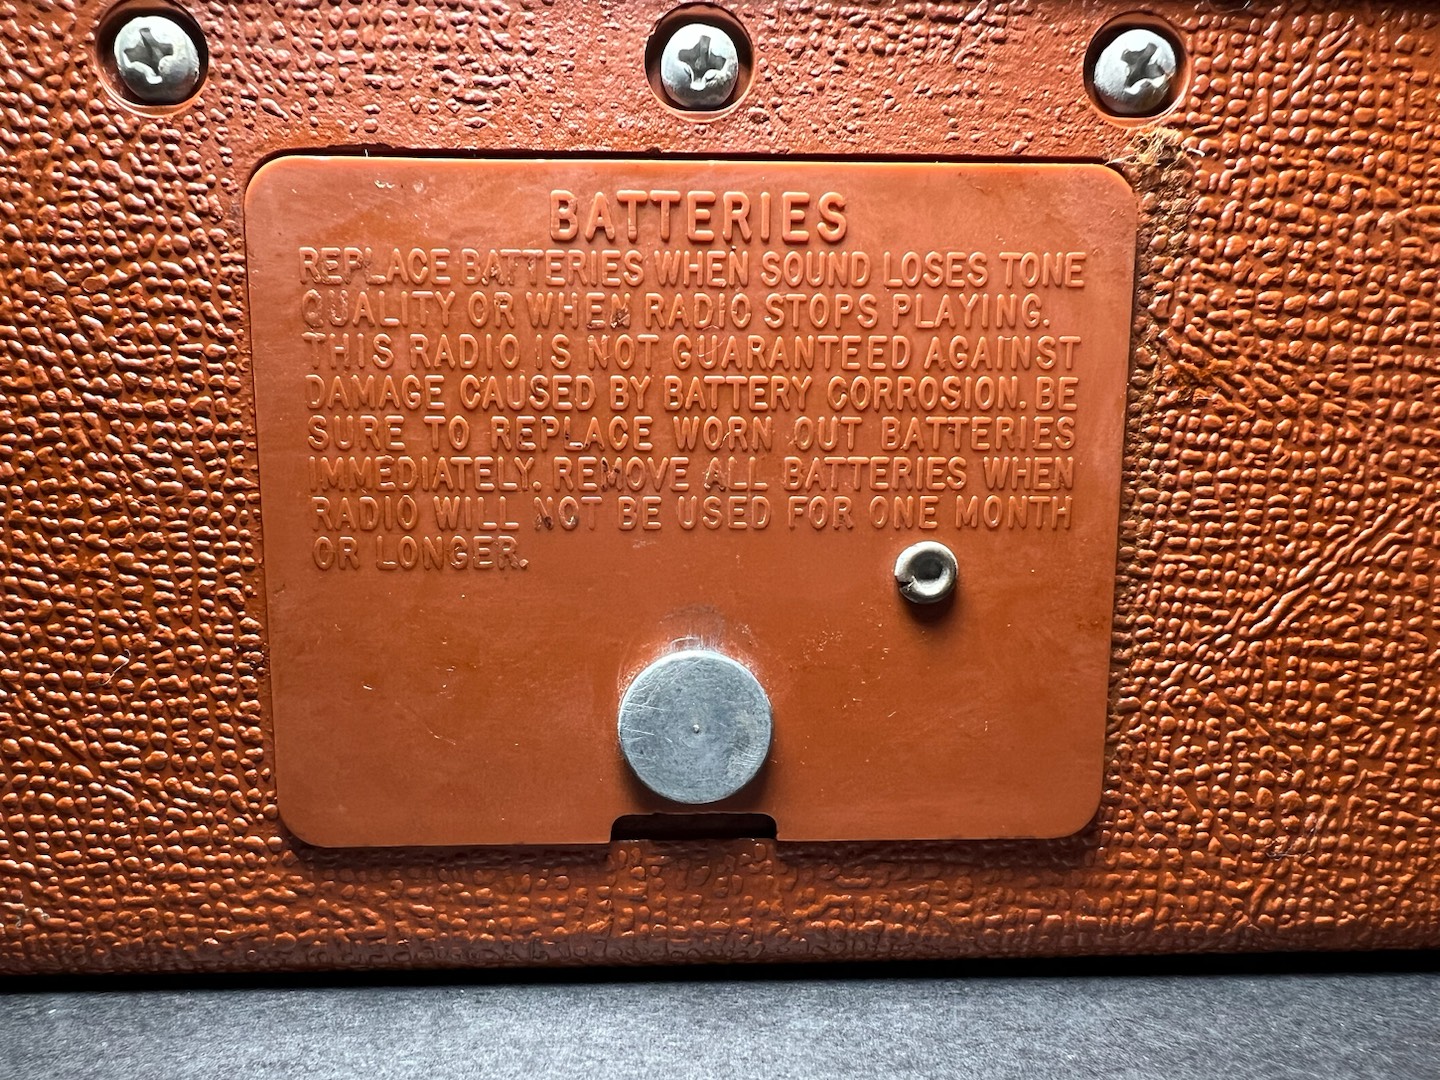 BATTERIES
REPLACE BATTERIES WHEN SOUND LOSES TONE
QUALITY OR WHEN RADIO STOPS PLAYING.
THIS RADIO IS NOT GUARANTEED AGAINST
DAMAGE CAUSED BY BATTERY CORROSION. BE
SURE TO REPLACE WORN OUT BATTERIES
IMMEDIATELY. REMOVE ALL BATTERIES WHEN
RADIO WILL NOT BE USED FOR ONE MONTH
OR LONGER.